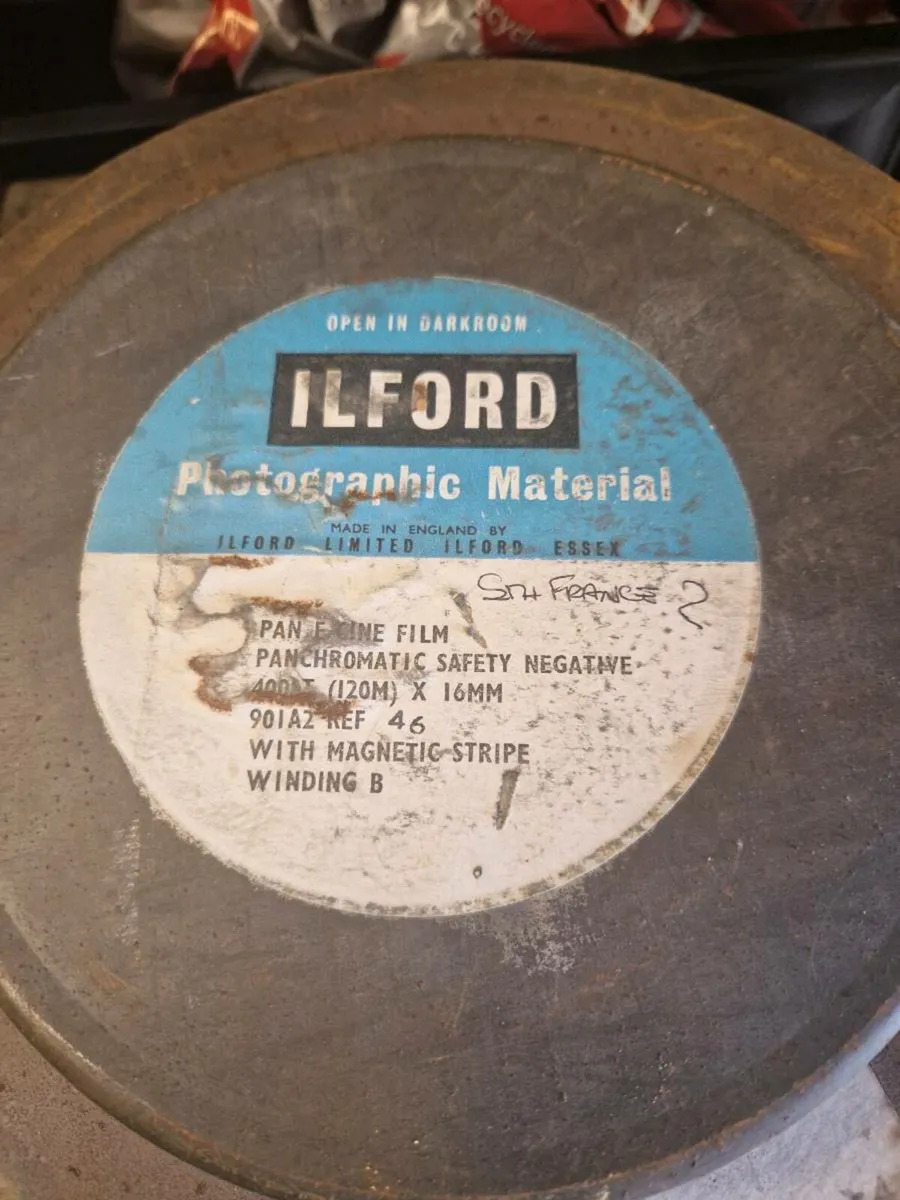 OPEN IN DARKROOM
ILFORD
Photographic Material
MADE IN ENGLAND BY
ILFORD LIMITED ILFORD ESSEX
STH FRANCE ?
PAN F CINE FILM
PANCHROMATIC SAFETY NEGATIVE
400FT (120M) X 16MM
901A2 REF 46
WITH MAGNETIC STRIPE
WINDING B